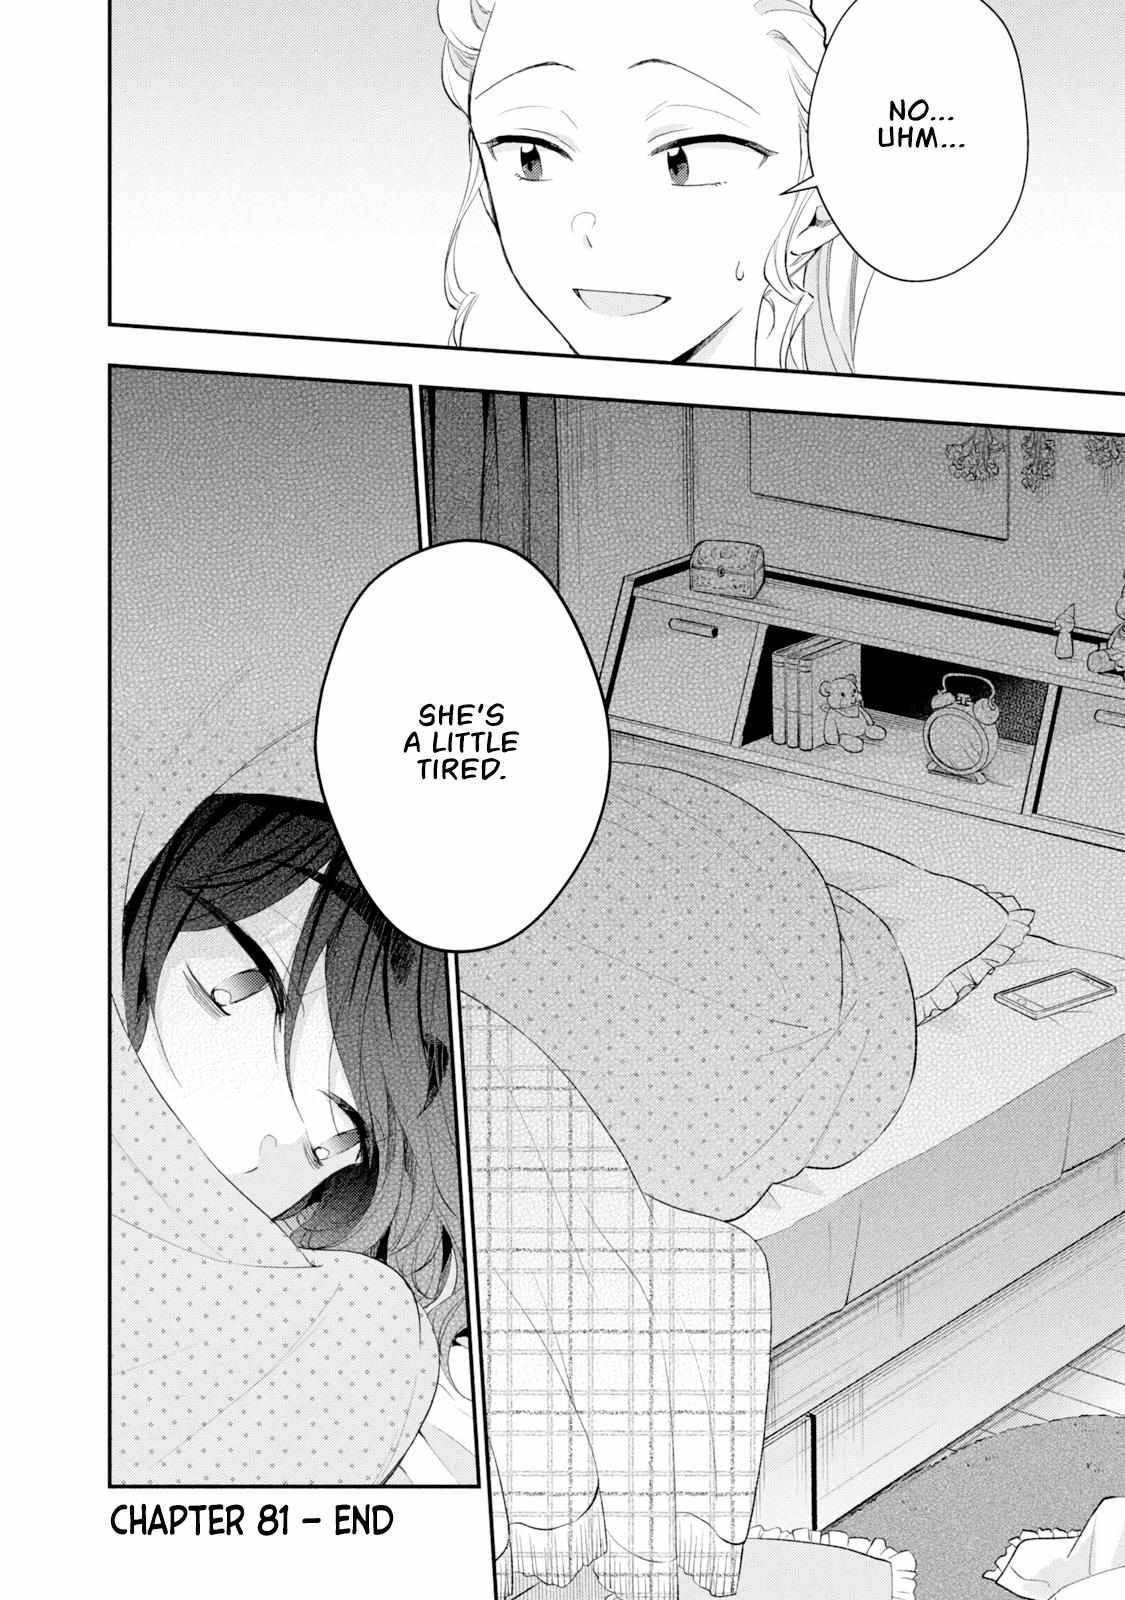 NO...
UHM...
SHE'S
A LITTLE
TIRED.
CHAPTER 81 – END